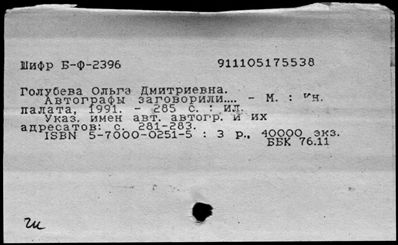 Шифр Б-Ф-2396 911105175538
Голубева Ольга Дмитриевна.
Автографы заговорили.... - М. : Кн.
палата, 1991. - 285 с. : ил.
Указ. имен авт. автогр. и их
адресатов: с. 281-283.
ISBN 5-7000-0251-5 : 3 р., 40000 экз.
ББК 76.11